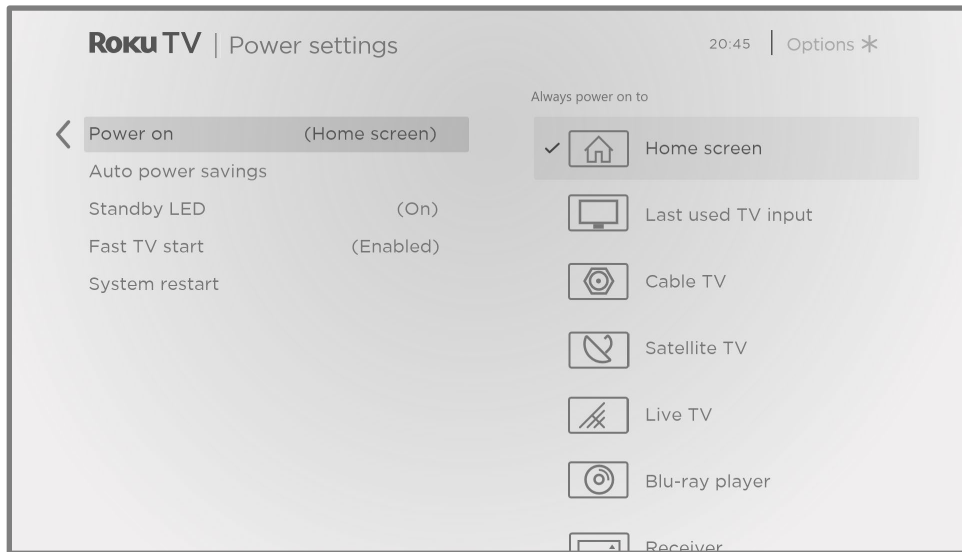 Roku TV | Power settings
20:45 | Options *
Always power on to
Power on (Home screen)
Auto power savings
Standby LED (On)
Fast TV start (Enabled)
System restart
Home screen
Last used TV input
Cable TV
Satellite TV
Live TV
Blu-ray player
Receiver